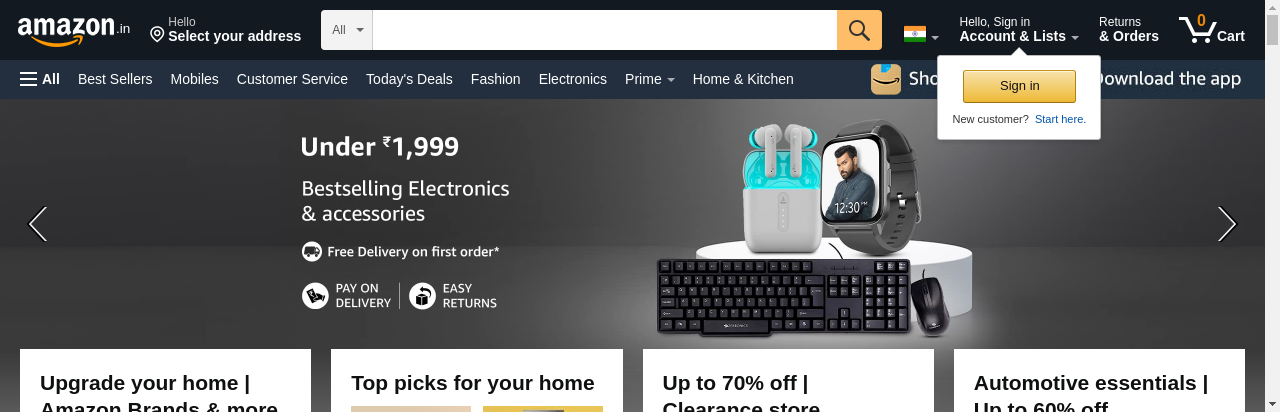 amazon.in
Hello
Select your address
All
Hello, Sign in
Account & Lists
Returns
& Orders
0
Cart
All
Best Sellers
Mobiles
Customer Service
Today's Deals
Fashion
Electronics
Prime
Home & Kitchen
Download the app
Sign in
New customer? Start here.
Under ₹1,999
Bestselling Electronics
& accessories
Free Delivery on first order*
PAY ON
DELIVERY
EASY
RETURNS
12:30 PM
Upgrade your home |
Amazon Brands & more
Top picks for your home
Up to 70% off |
Clearance store
Automotive essentials |
Up to 60% off